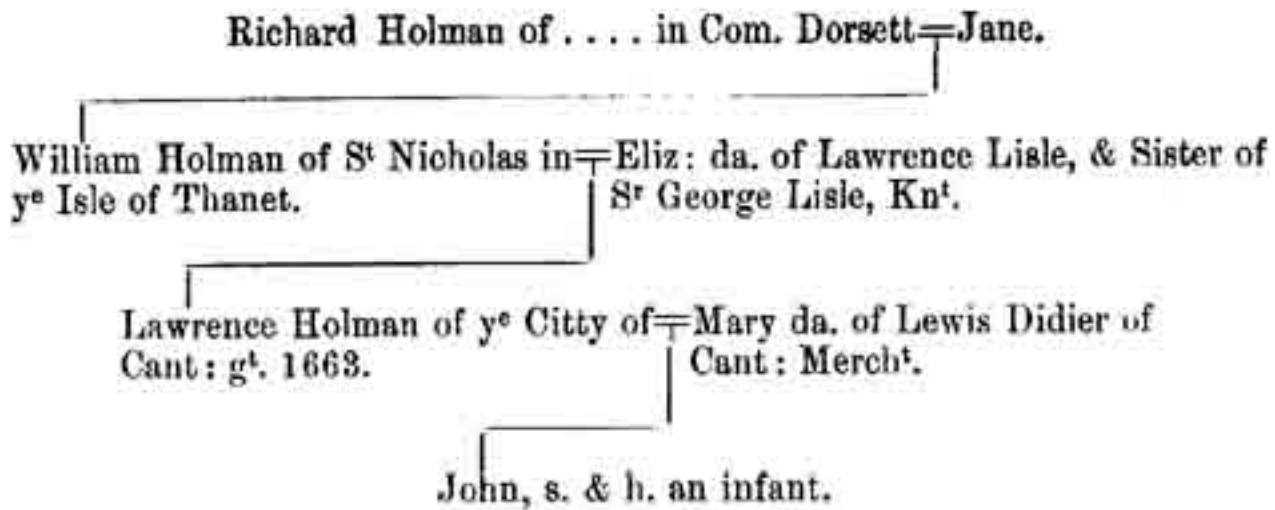 Richard Holman of .... in Com. Dorsett=Jane.
William Holman of Sᵗ Nicholas in=Eliz: da. of Lawrence Lisle, & Sister of
yᵉ Isle of Thanet. Sʳ George Lisle, Knᵗ.
Lawrence Holman of yᵉ Citty of=Mary da. of Lewis Didier of
Cant: gᵗ. 1663. Cant: Merchᵗ.
John, s. & h. an infant.